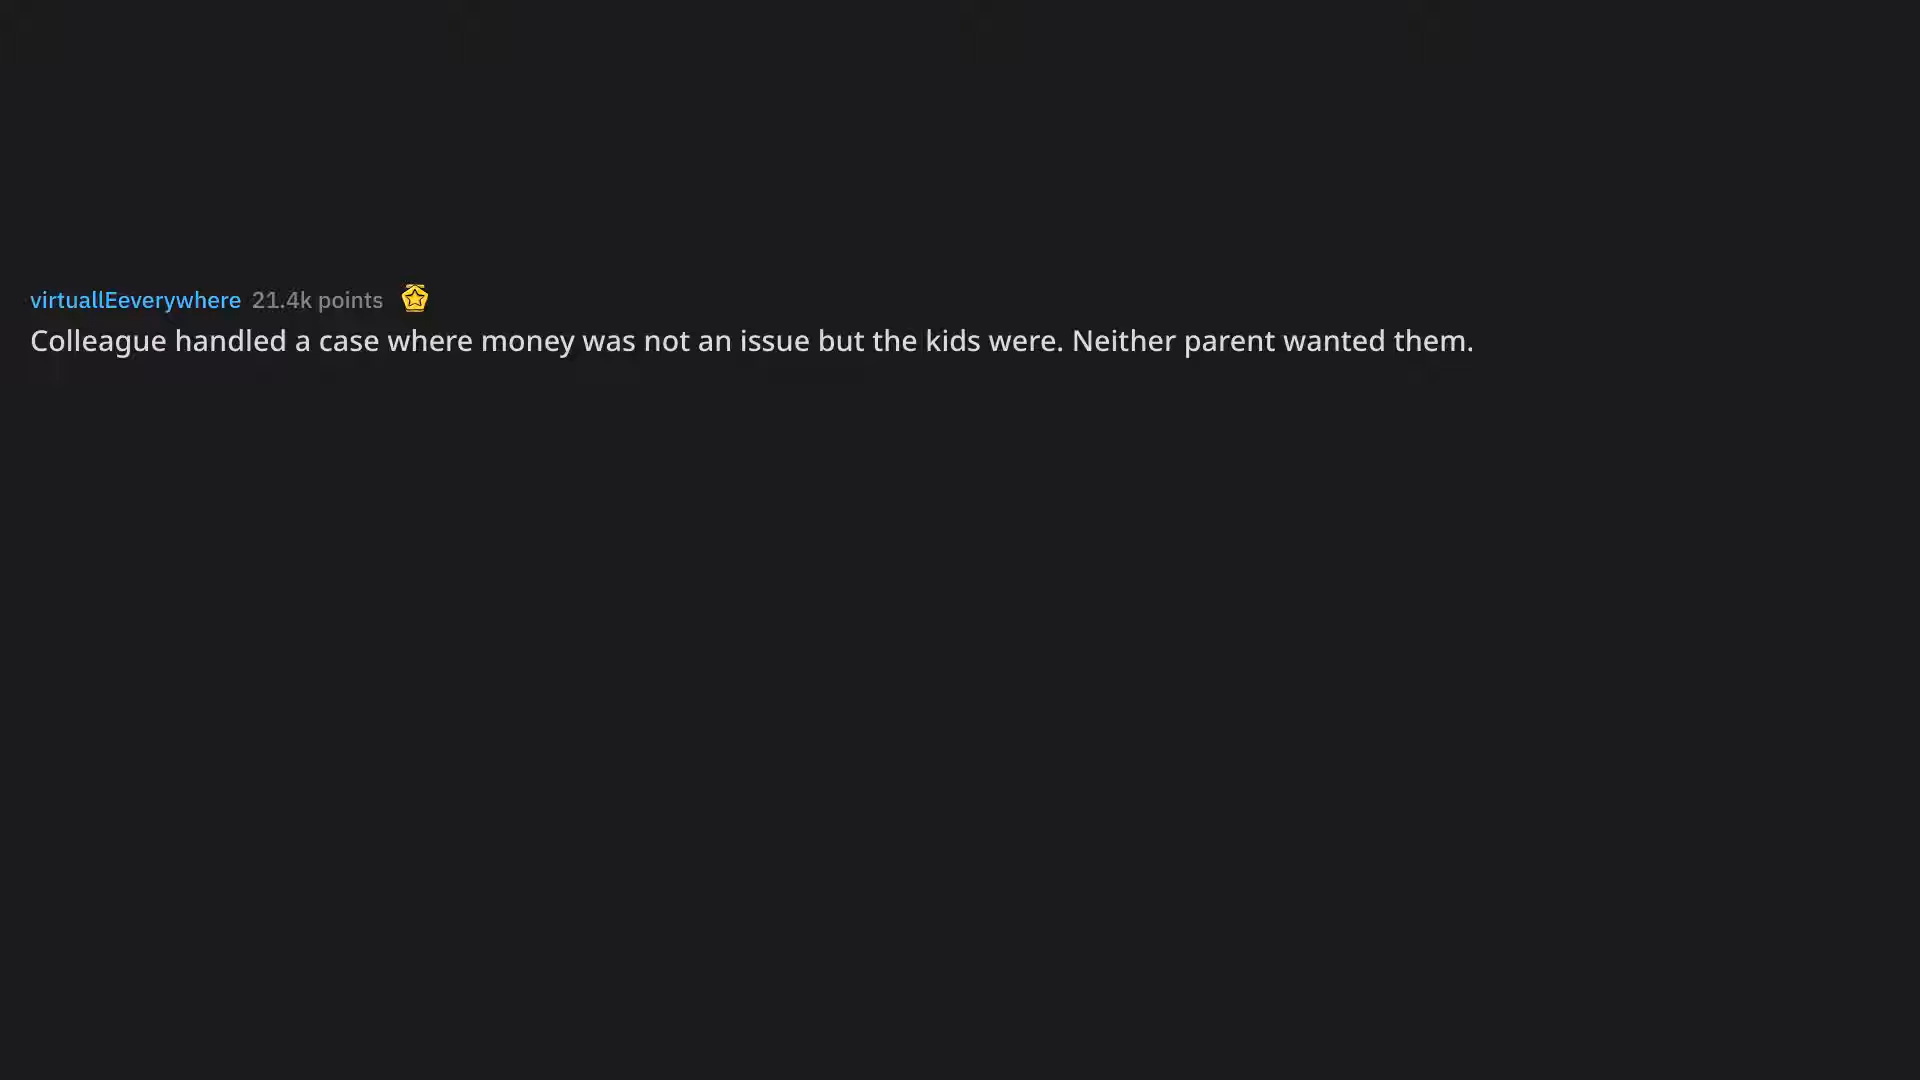 virtuallEeverywhere 21.4k points
Colleague handled a case where money was not an issue but the kids were. Neither parent wanted them.